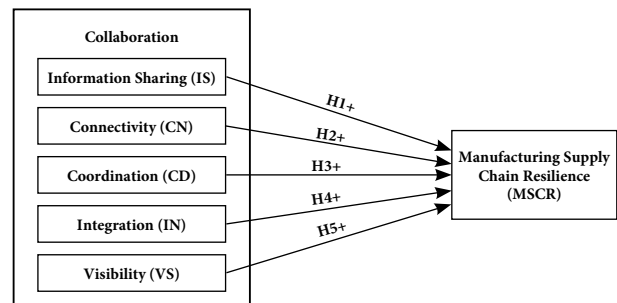 Collaboration
Information Sharing (IS)
Connectivity (CN)
Coordination (CD)
Integration (IN)
Visibility (VS)
H1+
H2+
H3+
H4+
H5+
Manufacturing Supply
Chain Resilience
(MSCR)